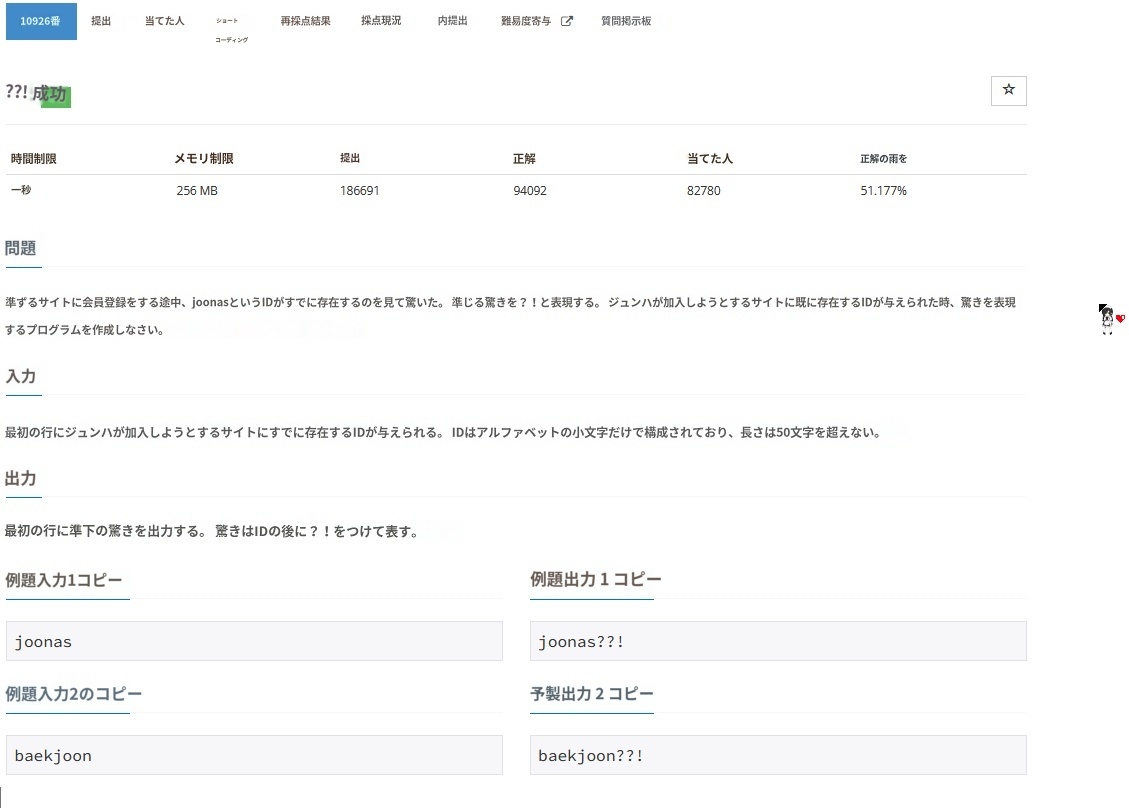 10926番 提出 当てた人 ショート 再採点結果 採点現況 内提出 難易度寄与 質問掲示板
コーディング
??! 成功
☆
時間制限 メモリ制限 提出 正解 当てた人 正解の雨を
一秒 256 MB 186691 94092 82780 51.177%
問題
準ずるサイトに会員登録をする途中、joonasというIDがすでに存在するのを見て驚いた。 準じる驚きを？！と表現する。 ジュンハが加入しようとするサイトに既に存在するIDが与えられた時、驚きを表現
するプログラムを作成しなさい。
入力
最初の行にジュンハが加入しようとするサイトにすでに存在するIDが与えられる。 IDはアルファベットの小文字だけで構成されており、長さは50文字を超えない。
出力
最初の行に準下の驚きを出力する。 驚きはIDの後に？！をつけて表す。
例題入力1コピー 例題出力 1 コピー
joonas joonas??!
例題入力2のコピー 予製出力 2 コピー
baekjoon baekjoon??!